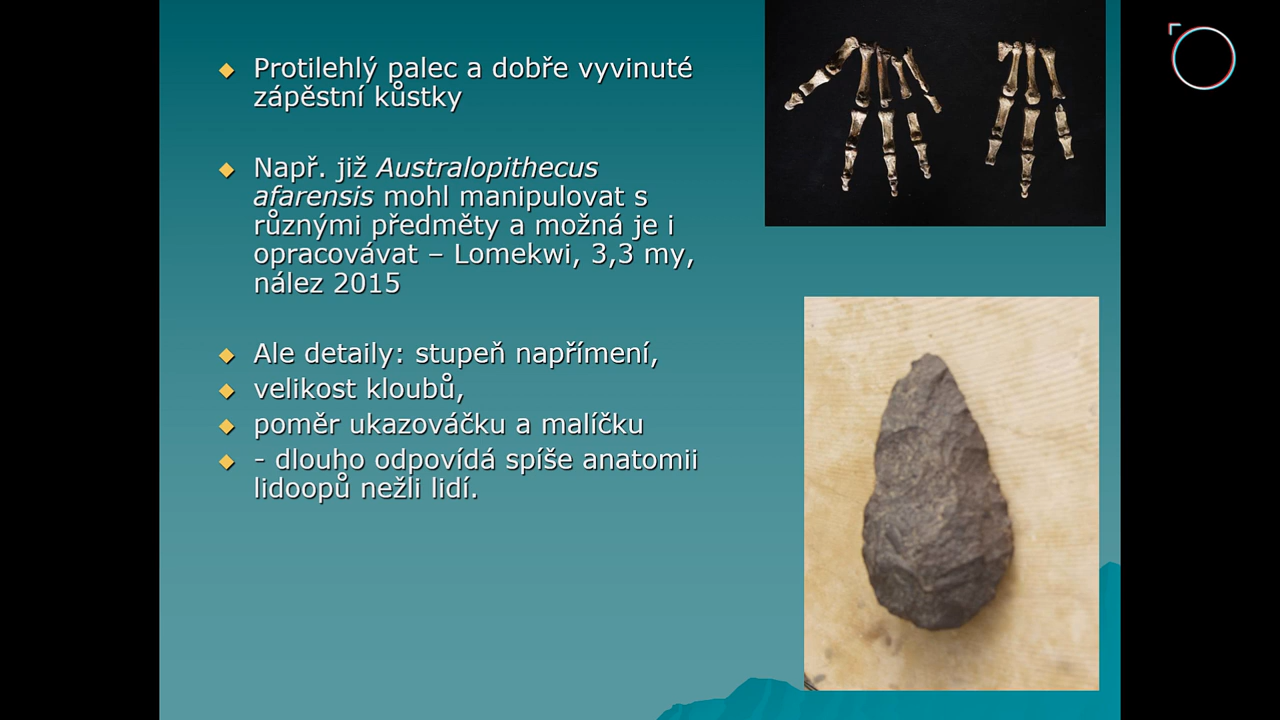 Protilehlý palec a dobře vyvinuté
zápěstní kůstky
Např. již Australopithecus
afarensis mohl manipulovat s
různými předměty a možná je i
opracovávat – Lomekwi, 3,3 my,
nález 2015
Ale detaily: stupeň napřímení,
velikost kloubů,
poměr ukazováčku a malíčku
- dlouho odpovídá spíše anatomii
lidoopů nežli lidí.